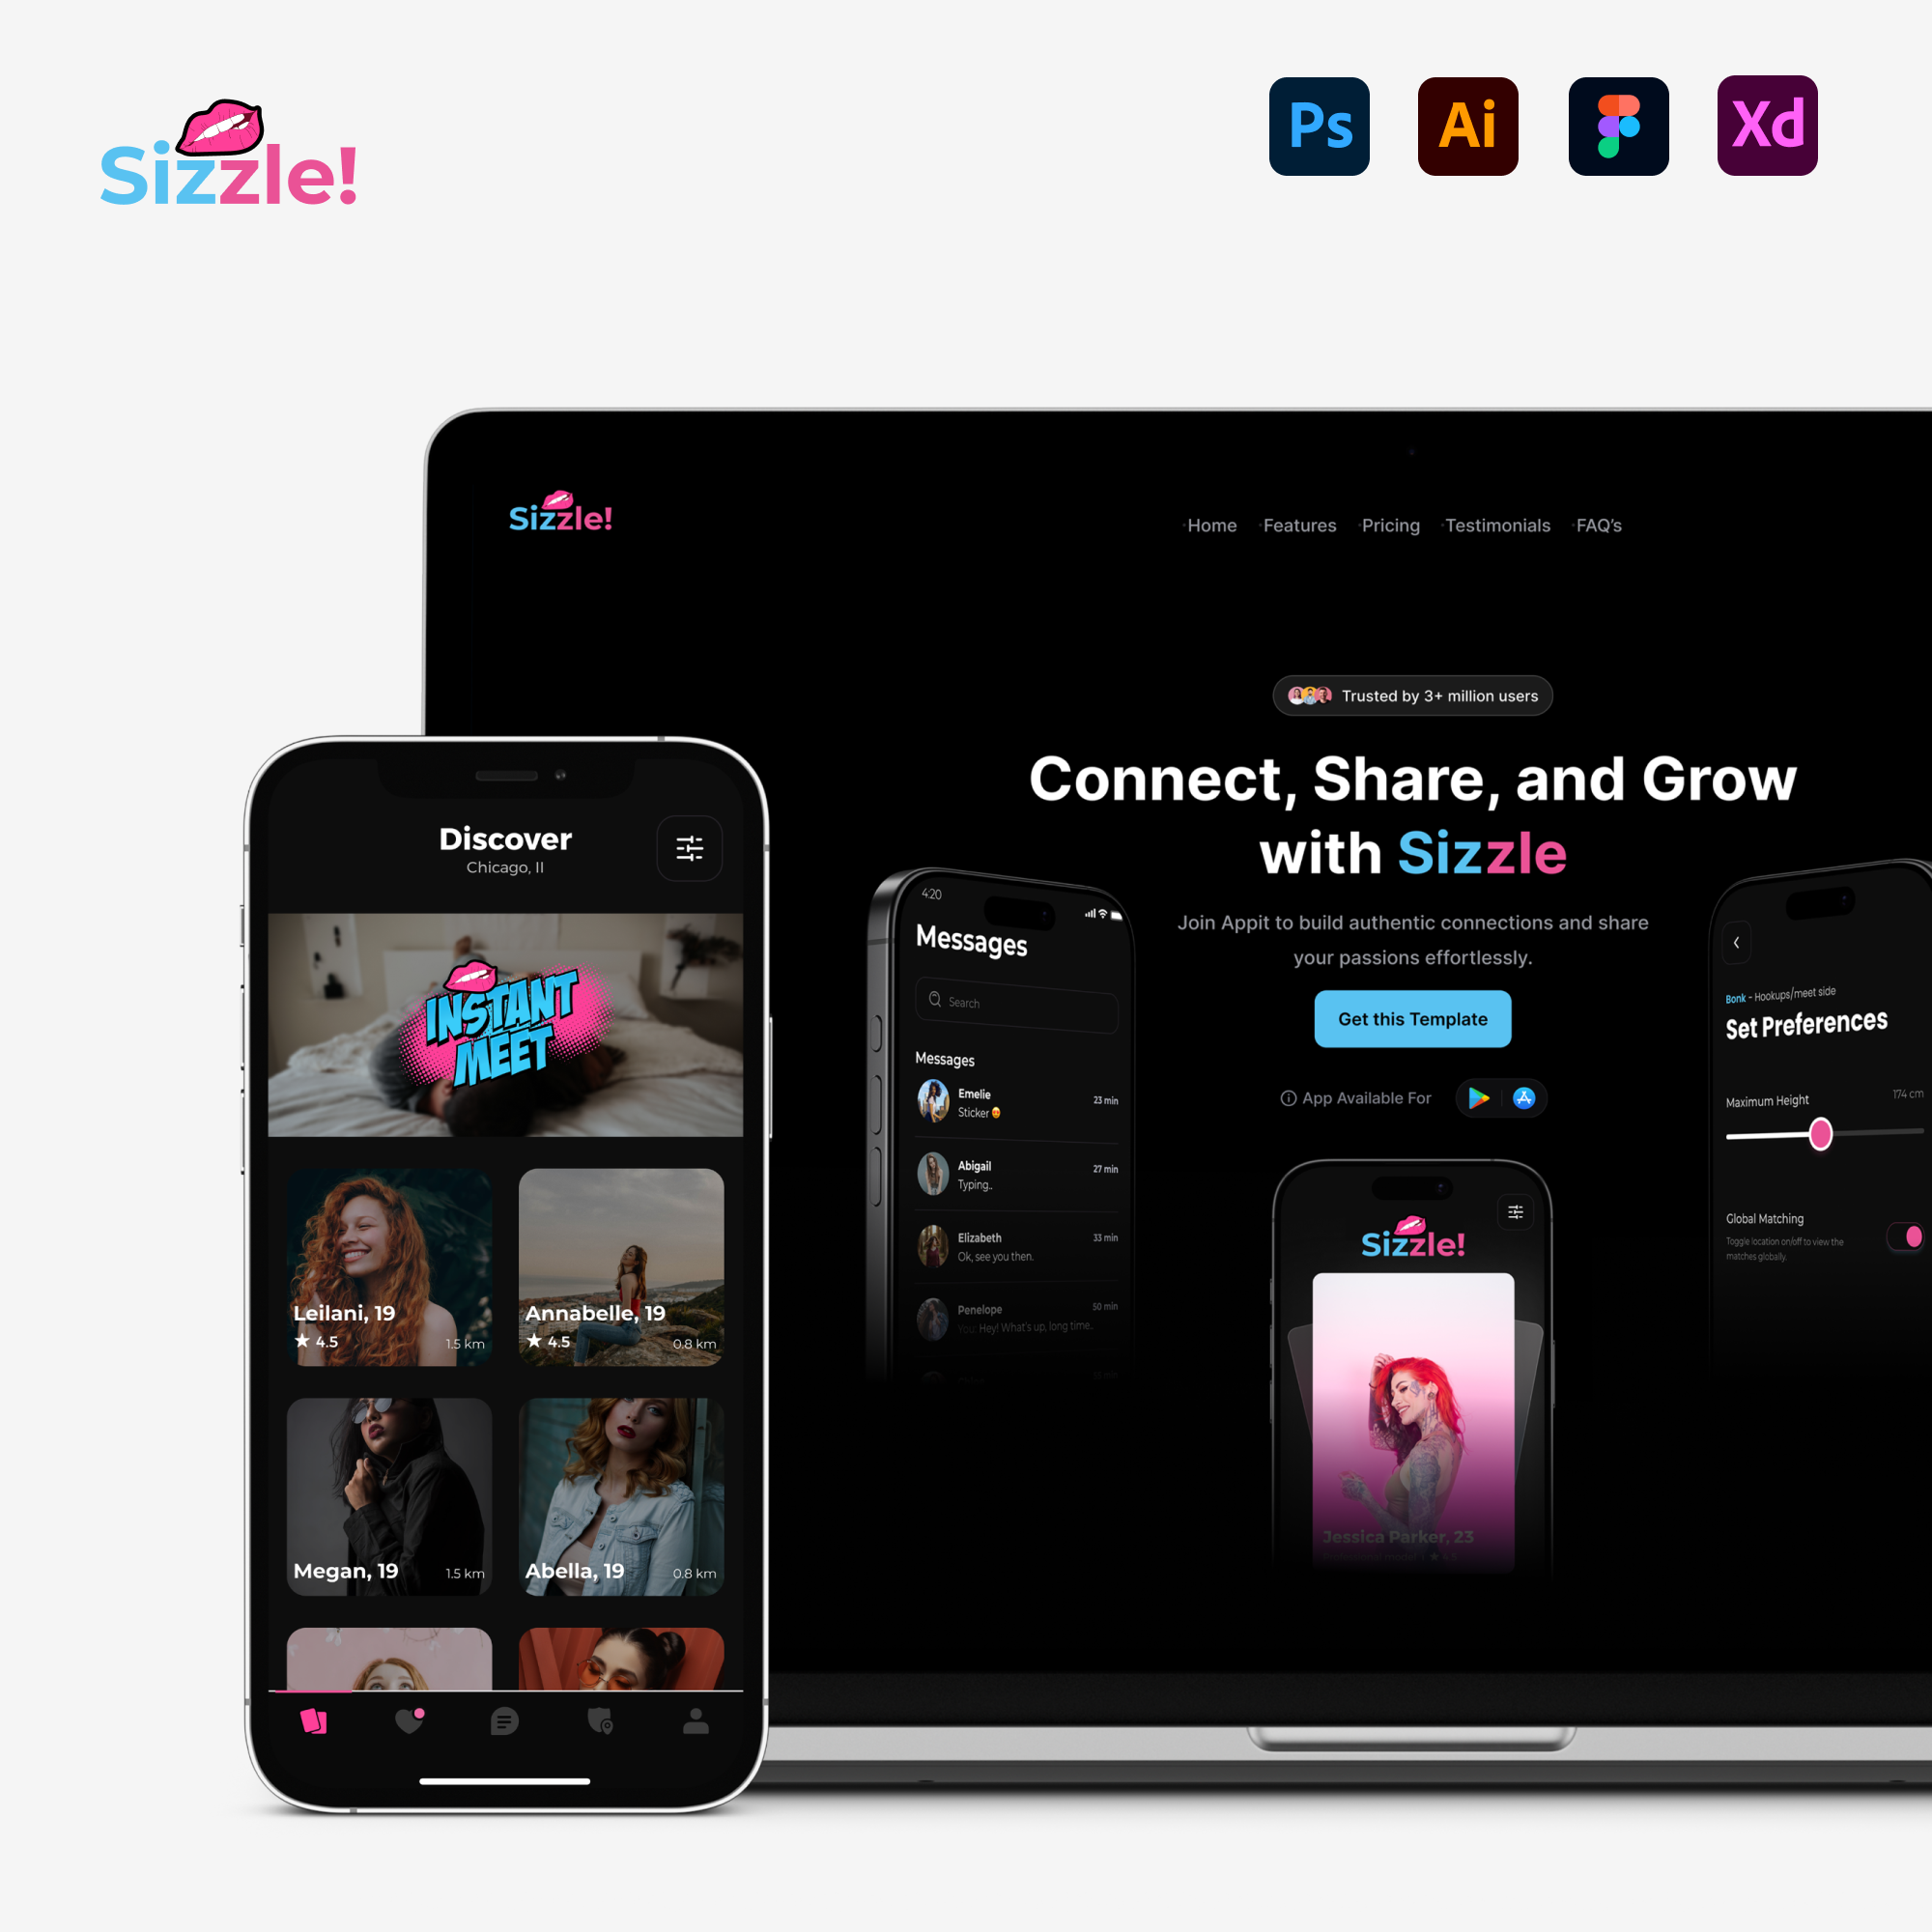 Sizzle!
Ps
Ai
Xd
Sizzle!
Home
Features
Pricing
Testimonials
FAQ's
Trusted by 3+ million users
Connect, Share, and Grow
with Sizzle
Join Appit to build authentic connections and share
your passions effortlessly.
Get this Template
App Available For
Discover
Chicago, Il
INSTANT
MEET
Leilani, 19
4.5
1.5 km
Annabelle, 19
4.5
0.8 km
Megan, 19
1.5 km
Abella, 19
0.8 km
4:20
Messages
Search
Messages
Emelie
23 min
Sticker 😍
Abigail
27 min
Typing..
Elizabeth
33 min
Ok, see you then.
Penelope
50 min
You: Hey! What's up, long time..
Sizzle!
Jessica Parker, 23
Bonk - Hookups/meet side
Set Preferences
Maximum Height
174 cm
Global Matching
Toggle location on/off to view the
matches globally.